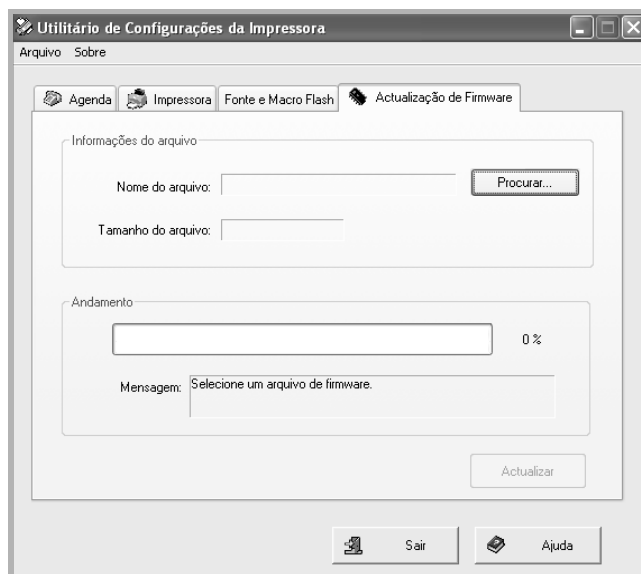 Utilitário de Configurações da Impressora
Arquivo Sobre
Agenda Impressora Fonte e Macro Flash Actualização de Firmware
Informações do arquivo
Nome do arquivo: Procurar...
Tamanho do arquivo:
Andamento
0 %
Mensagem: Selecione um arquivo de firmware.
Actualizar
Sair Ajuda